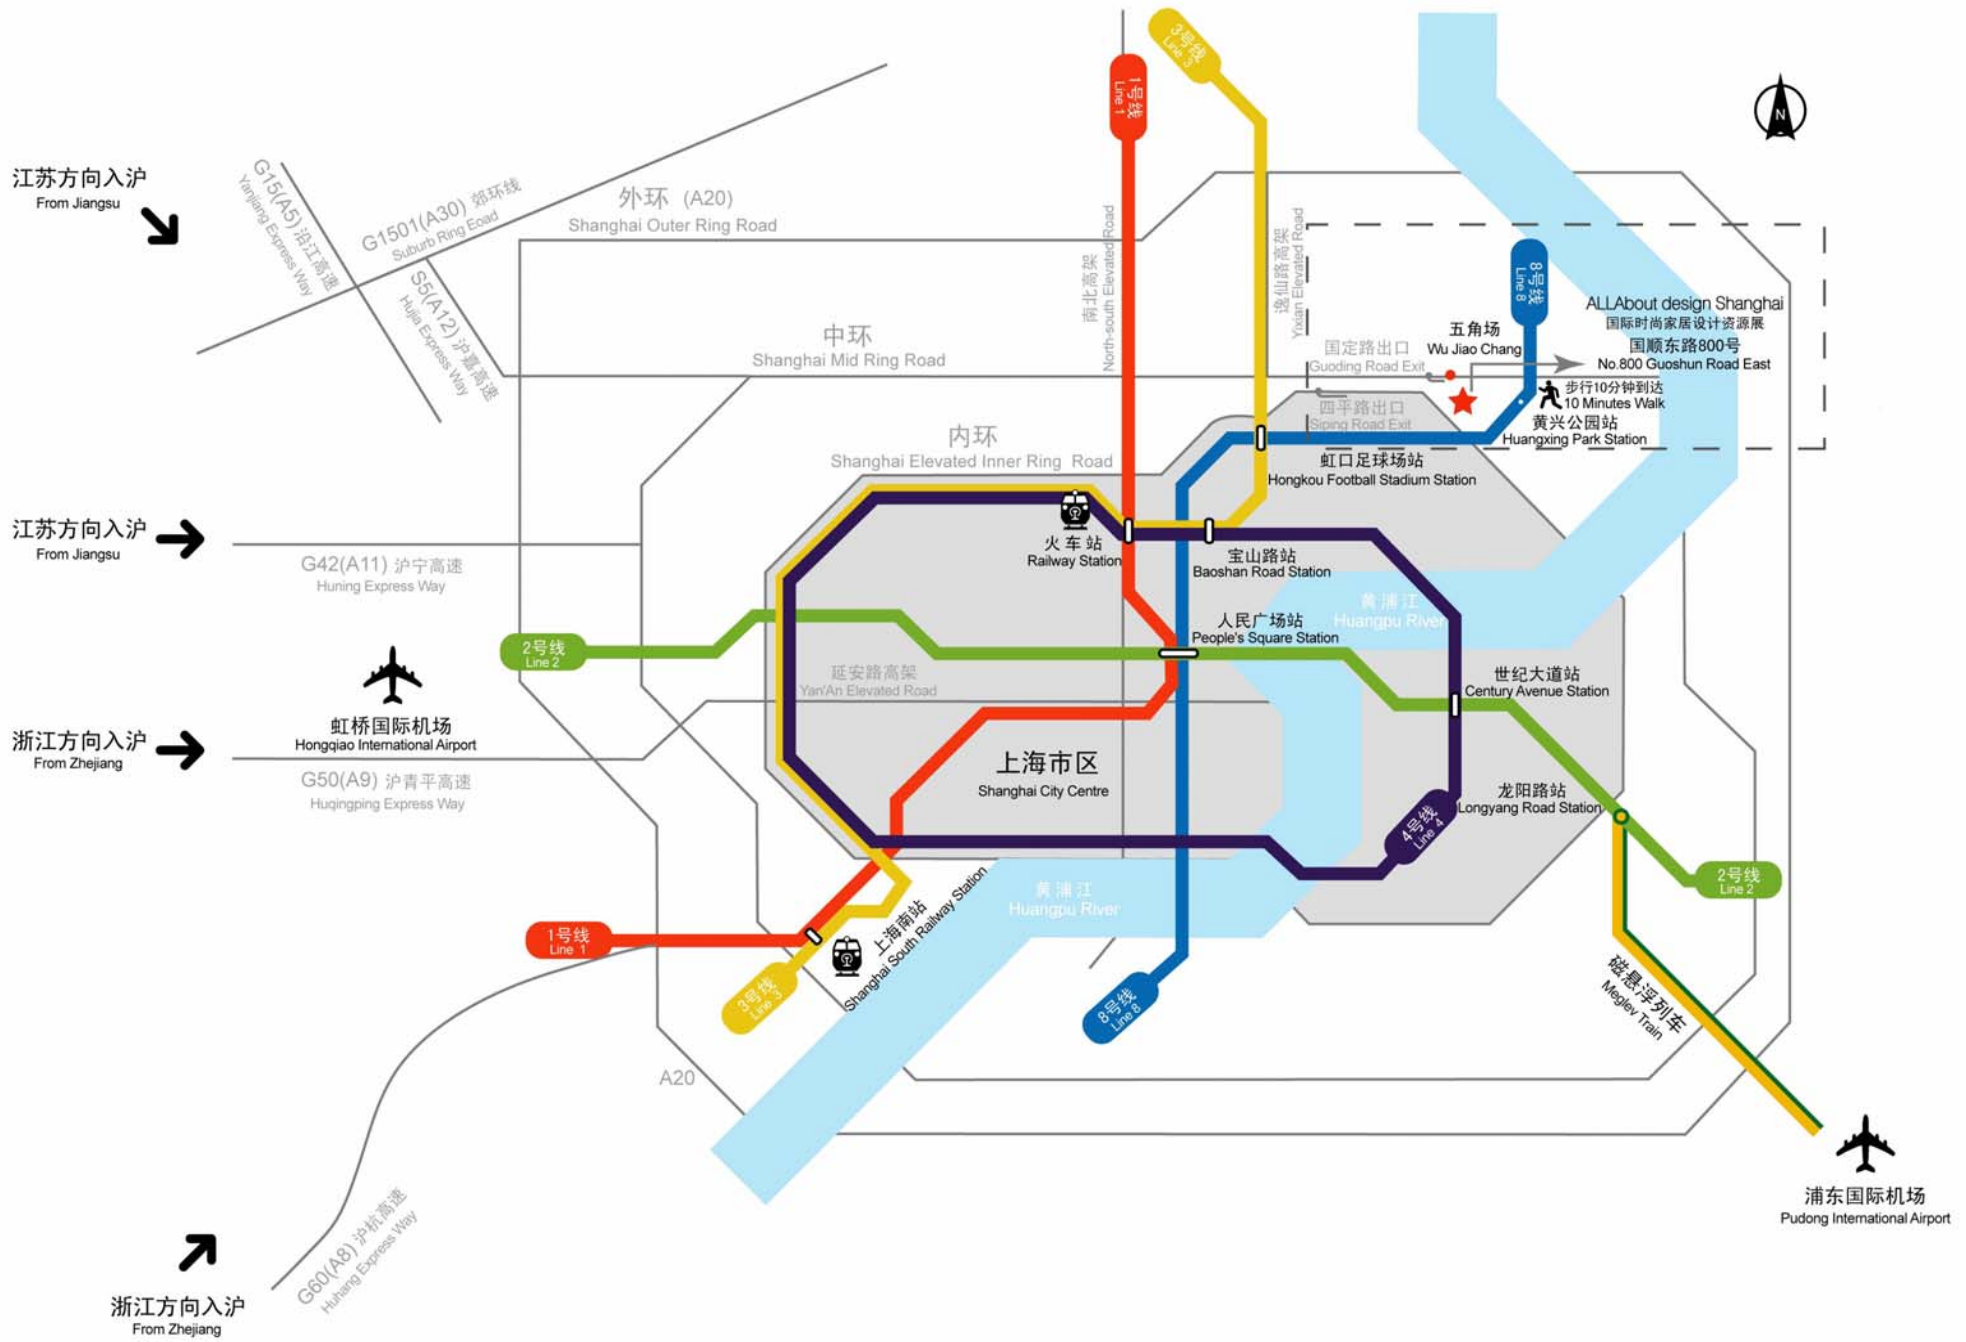 3号线
Line 3
1号线
Line 1
N
江苏方向入沪
From Jiangsu
G15(A5) 沿江高速
Yanjiang Express Way
G1501(A30) 郊环线
Suburb Ring Eoad
S5(A12) 沪嘉高速
Hujia Express Way
外环 (A20)
Shanghai Outer Ring Road
南北高架
North-south Elevated Road
逸仙路高架
Yixian Elevated Road
8号线
Line 8
ALLAbout design Shanghai
国际时尚家居设计资源展
国顺东路800号
No.800 Guoshun Road East
五角场
Wu Jiao Chang
国定路出口
Guoding Road Exit
中环
Shanghai Mid Ring Road
步行10分钟到达
10 Minutes Walk
四平路出口
Siping Road Exit
黄兴公园站
Huangxing Park Station
内环
Shanghai Elevated Inner Ring Road
虹口足球场站
Hongkou Football Stadium Station
江苏方向入沪
From Jiangsu
G42(A11) 沪宁高速
Huning Express Way
火车站
Railway Station
宝山路站
Baoshan Road Station
黄浦江
Huangpu River
人民广场站
People's Square Station
2号线
Line 2
延安路高架
Yan'An Elevated Road
世纪大道站
Century Avenue Station
虹桥国际机场
Hongqiao International Airport
浙江方向入沪
From Zhejiang
G50(A9) 沪青平高速
Huqingping Express Way
上海市区
Shanghai City Centre
龙阳路站
Longyang Road Station
4号线
Line 4
2号线
Line 2
黄浦江
Huangpu River
1号线
Line 1
上海南站
Shanghai South Railway Station
3号线
Line 3
8号线
Line 8
磁悬浮列车
Meglev Train
A20
浦东国际机场
Pudong International Airport
G60(A8) 沪杭高速
Huhang Express Way
浙江方向入沪
From Zhejiang